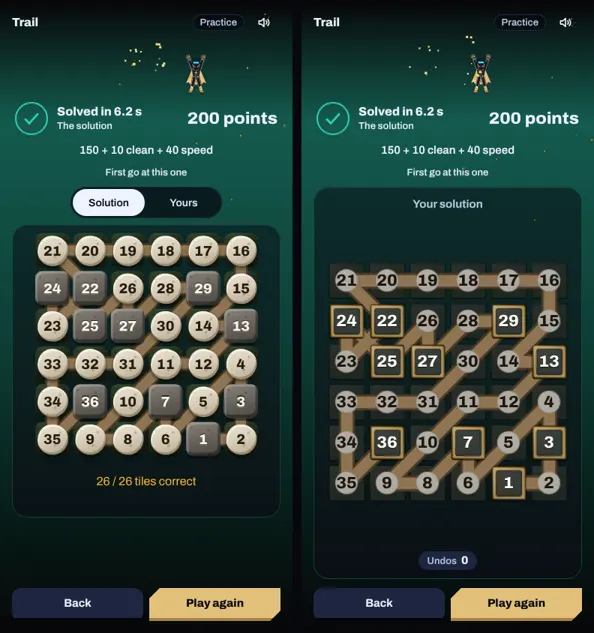 Trail
Practice
Solved in 6.2 s
The solution
200 points
150 + 10 clean + 40 speed
First go at this one
Solution
Yours
21 20 19 18 17 16
24 22 26 28 29 15
23 25 27 30 14 13
33 32 31 11 12 4
34 36 10 7 5 3
35 9 8 6 1 2
26 / 26 tiles correct
Back
Play again
Trail
Practice
Solved in 6.2 s
The solution
200 points
150 + 10 clean + 40 speed
First go at this one
Your solution
21 20 19 18 17 16
24 22 26 28 29 15
23 25 27 30 14 13
33 32 31 11 12 4
34 36 10 7 5 3
35 9 8 6 1 2
Undos 0
Back
Play again